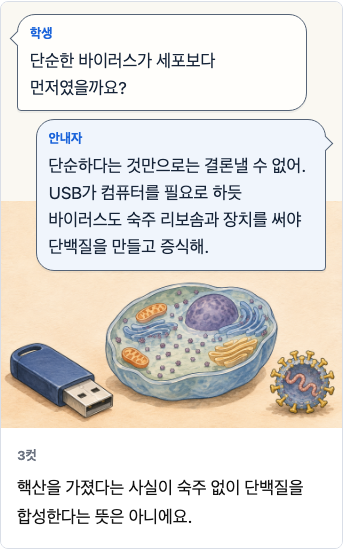 학생
단순한 바이러스가 세포보다
먼저였을까요?
안내자
단순하다는 것만으로는 결론낼 수 없어.
USB가 컴퓨터를 필요로 하듯
바이러스도 숙주 리보솜과 장치를 써야
단백질을 만들고 증식해.
3컷
핵산을 가졌다는 사실이 숙주 없이 단백질을
합성한다는 뜻은 아니에요.